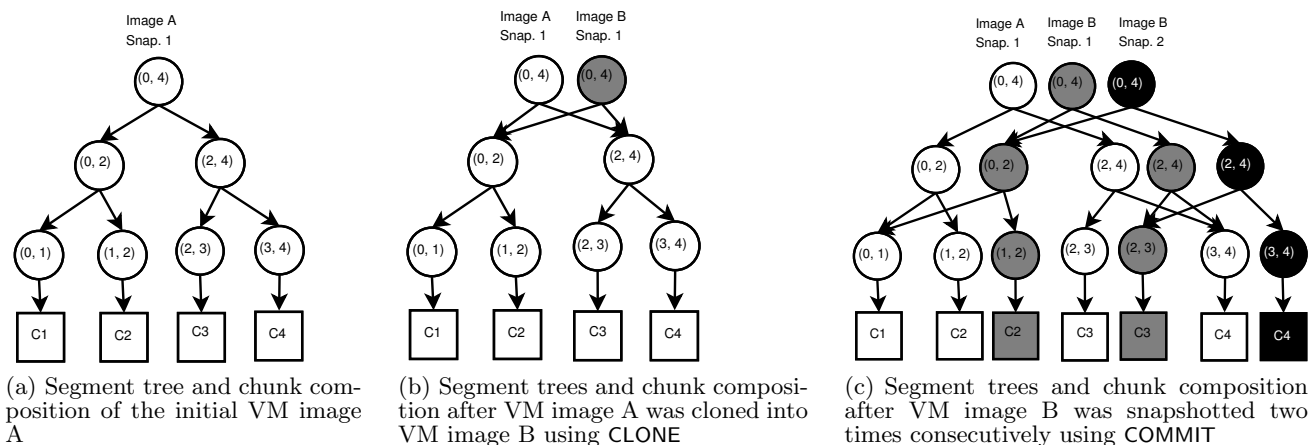 Image A
Snap. 1
(0, 4)
(0, 2)
(2, 4)
(0, 1)
(1, 2)
(2, 3)
(3, 4)
C1
C2
C3
C4
(a) Segment tree and chunk com-
position of the initial VM image
A
Image A
Snap. 1
Image B
Snap. 1
(0, 4)
(0, 4)
(0, 2)
(2, 4)
(0, 1)
(1, 2)
(2, 3)
(3, 4)
C1
C2
C3
C4
(b) Segment trees and chunk composi-
tion after VM image A was cloned into
VM image B using CLONE
Image A
Snap. 1
Image B
Snap. 1
Image B
Snap. 2
(0, 4)
(0, 4)
(0, 4)
(0, 2)
(0, 2)
(2, 4)
(2, 4)
(2, 4)
(0, 1)
(1, 2)
(1, 2)
(2, 3)
(2, 3)
(3, 4)
(3, 4)
C1
C2
C2
C3
C3
C4
C4
(c) Segment trees and chunk composition
after VM image B was snapshotted two
times consecutively using COMMIT